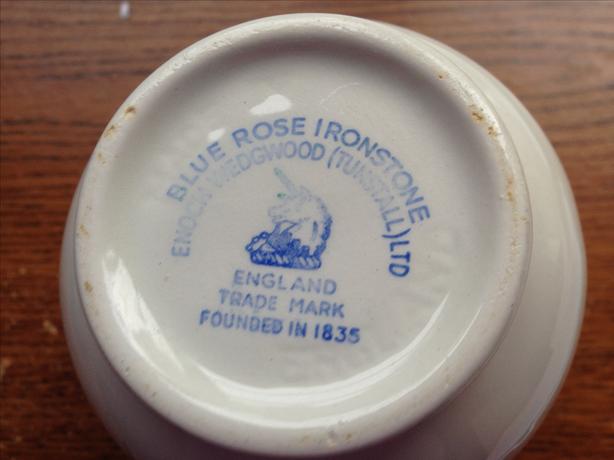 BLUE ROSE IRONSTONE
ENOCH WEDGWOOD (TUNSTALL) LTD
ENGLAND
TRADE MARK
FOUNDED IN 1835